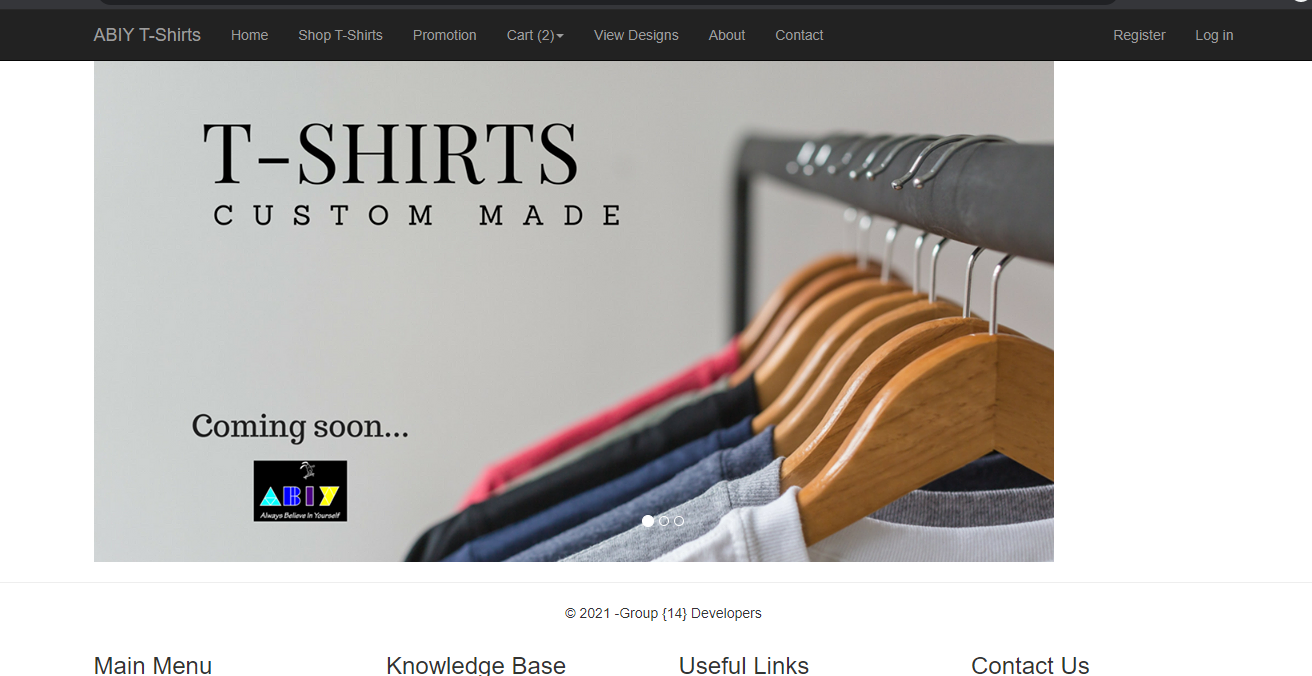 ABIY T-Shirts Home Shop T-Shirts Promotion Cart (2) View Designs About Contact Register Log in
T-SHIRTS
CUSTOM MADE
Coming soon...
ABIY
Always Believe In Yourself
© 2021 -Group {14} Developers
Main Menu Knowledge Base Useful Links Contact Us